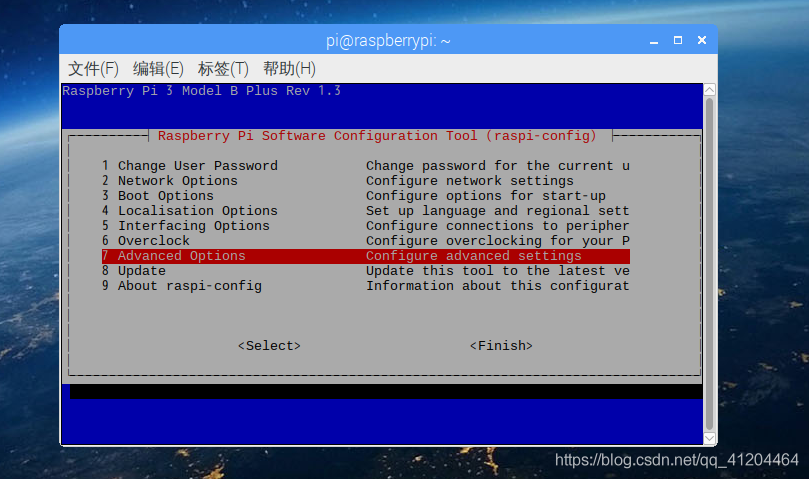 pi@raspberrypi: ~
文件(F) 编辑(E) 标签(T) 帮助(H)
Raspberry Pi 3 Model B Plus Rev 1.3
Raspberry Pi Software Configuration Tool (raspi-config)
1 Change User Password Change password for the current u
2 Network Options Configure network settings
3 Boot Options Configure options for start-up
4 Localisation Options Set up language and regional sett
5 Interfacing Options Configure connections to peripher
6 Overclock Configure overclocking for your P
7 Advanced Options Configure advanced settings
8 Update Update this tool to the latest ve
9 About raspi-config Information about this configurat
<Select> <Finish>
https://blog.csdn.net/qq_41204464